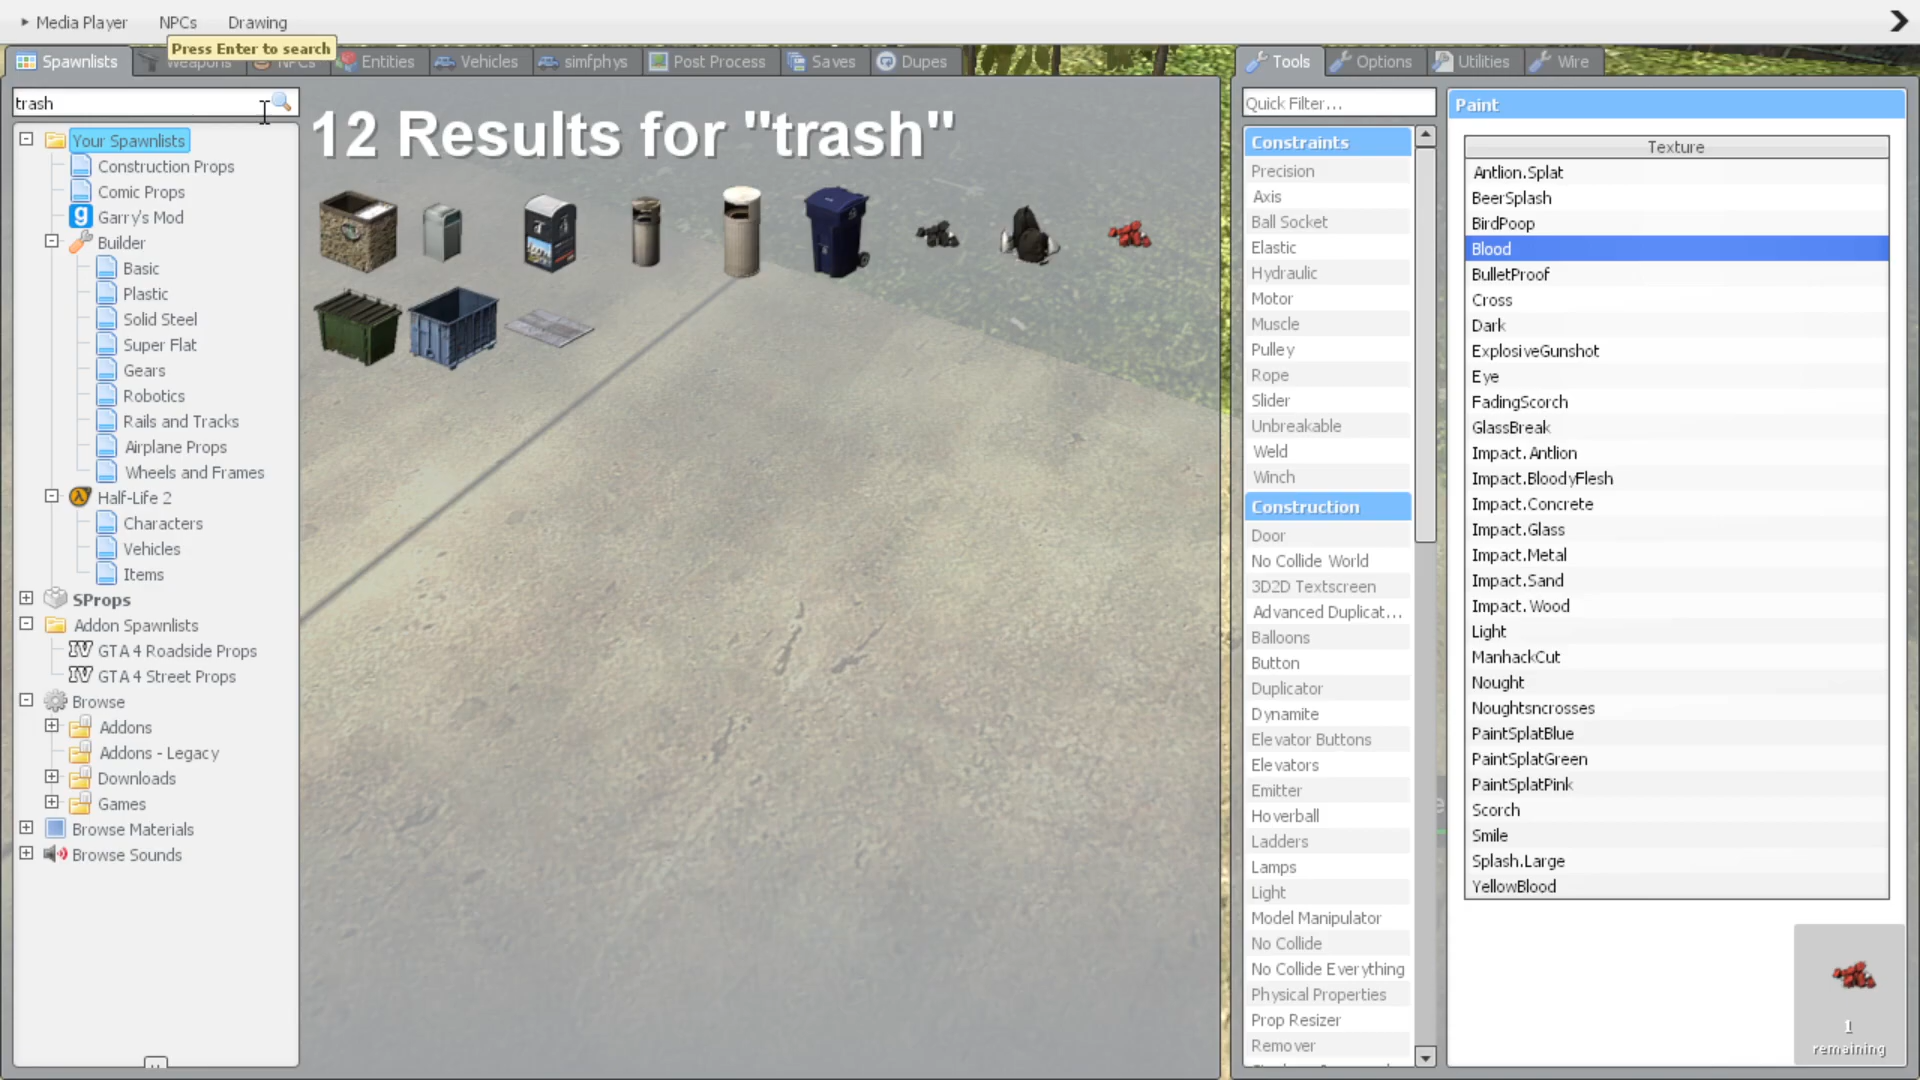 Media Player NPCs Drawing
Press Enter to search
Spawnlists Weapons NPCs Entities Vehicles simfphys Post Process Saves Dupes
trash
12 Results for "trash"
Your Spawnlists
Construction Props
Comic Props
Garry's Mod
Builder
Basic
Plastic
Solid Steel
Super Flat
Gears
Robotics
Rails and Tracks
Airplane Props
Wheels and Frames
Half-Life 2
Characters
Vehicles
Items
SProps
Addon Spawnlists
IV GTA 4 Roadside Props
IV GTA 4 Street Props
Browse
Addons
Addons - Legacy
Downloads
Games
Browse Materials
Browse Sounds
Tools Options Utilities Wire
Quick Filter...
Constraints
Precision
Axis
Ball Socket
Elastic
Hydraulic
Motor
Muscle
Pulley
Rope
Slider
Unbreakable
Weld
Winch
Construction
Door
No Collide World
3D2D Textscreen
Advanced Duplicat...
Balloons
Button
Duplicator
Dynamite
Elevator Buttons
Elevators
Emitter
Hoverball
Ladders
Lamps
Light
Model Manipulator
No Collide
No Collide Everything
Physical Properties
Prop Resizer
Remover
Paint
Texture
Antlion.Splat
BeerSplash
BirdPoop
Blood
BulletProof
Cross
Dark
ExplosiveGunshot
Eye
FadingScorch
GlassBreak
Impact.Antlion
Impact.BloodyFlesh
Impact.Concrete
Impact.Glass
Impact.Metal
Impact.Sand
Impact.Wood
Light
ManhackCut
Nought
Noughtsncrosses
PaintSplatBlue
PaintSplatGreen
PaintSplatPink
Scorch
Smile
Splash.Large
YellowBlood
1
remaining